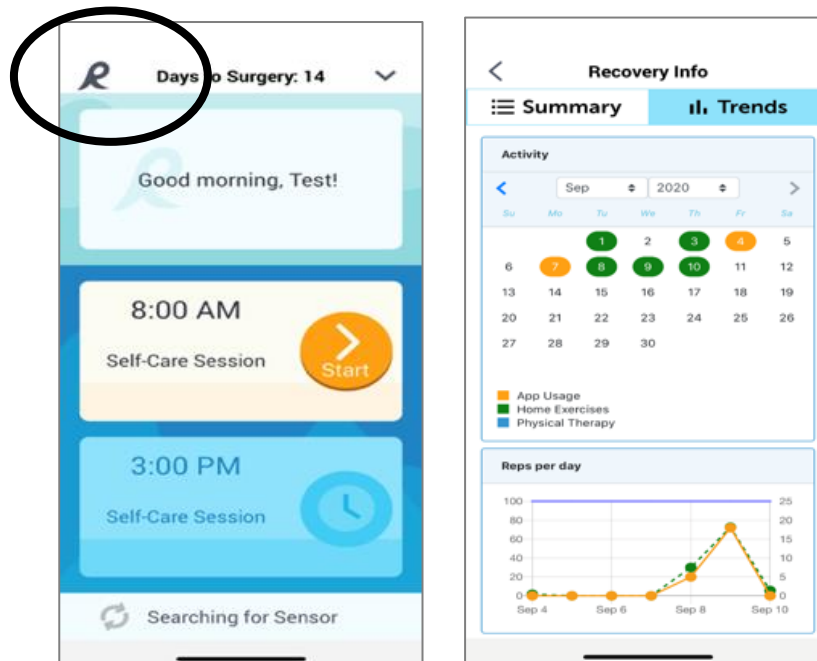 Days to Surgery: 14
Good morning, Test!
8:00 AM
Self-Care Session
Start
3:00 PM
Self-Care Session
Searching for Sensor
Recovery Info
Summary
Trends
Activity
Sep 2020
Su Mo Tu We Th Fr Sa
1 2 3 4 5
6 7 8 9 10 11 12
13 14 15 16 17 18 19
20 21 22 23 24 25 26
27 28 29 30
App Usage
Home Exercises
Physical Therapy
Reps per day
100 25
80 20
60 15
40 10
20 5
0 0
Sep 4 Sep 6 Sep 8 Sep 10